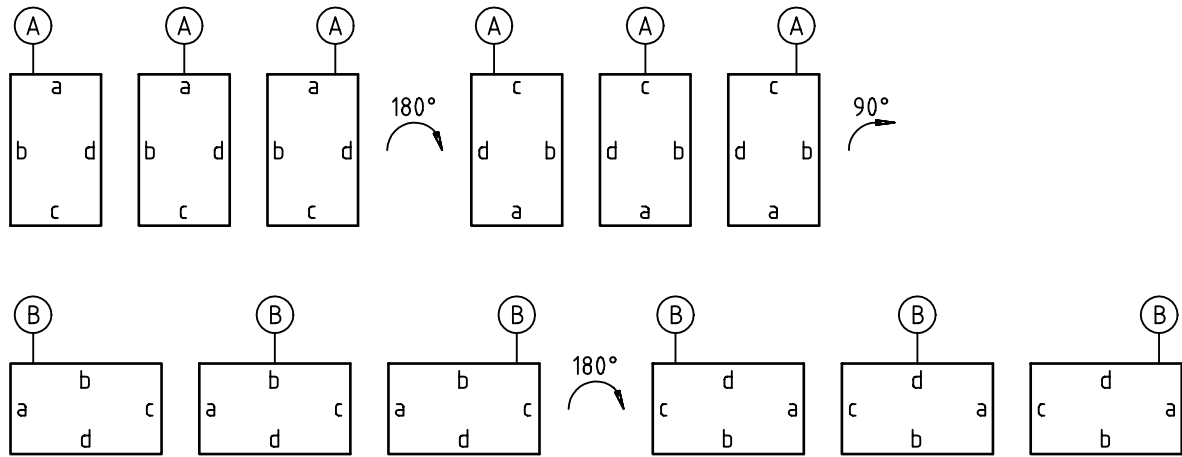 A A A A A A
a a a c c c
180° 90°
b d b d b d d b d b d b
c c c a a a
B B B B B B
180°
b b b d d d
a c a c a c c a c a c a
d d d b b b